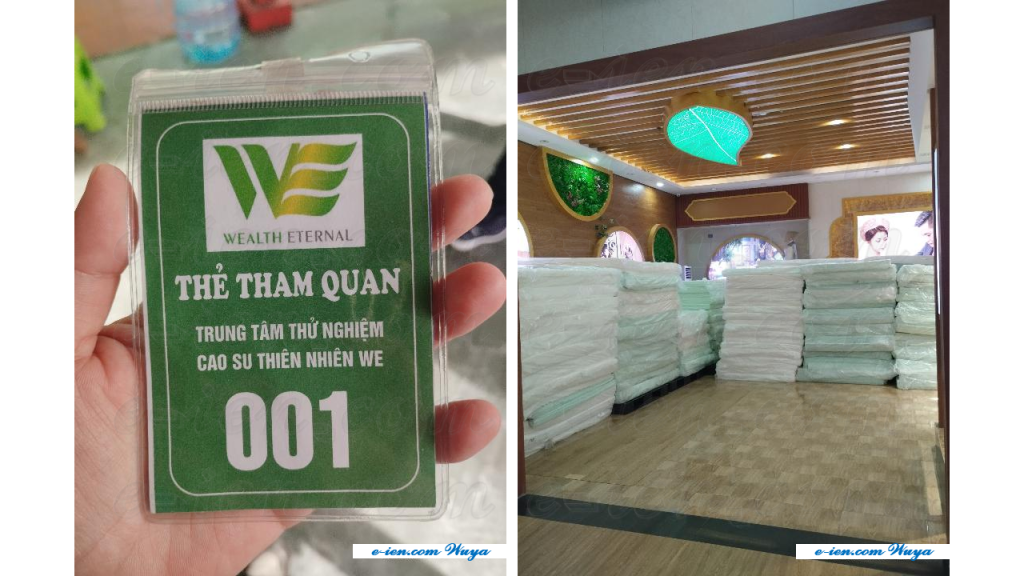 WE
WEALTH ETERNAL
THẺ THAM QUAN
TRUNG TÂM THỬ NGHIỆM
CAO SU THIÊN NHIÊN WE
001
e-ien.com Wuya
e-ien.com Wuya